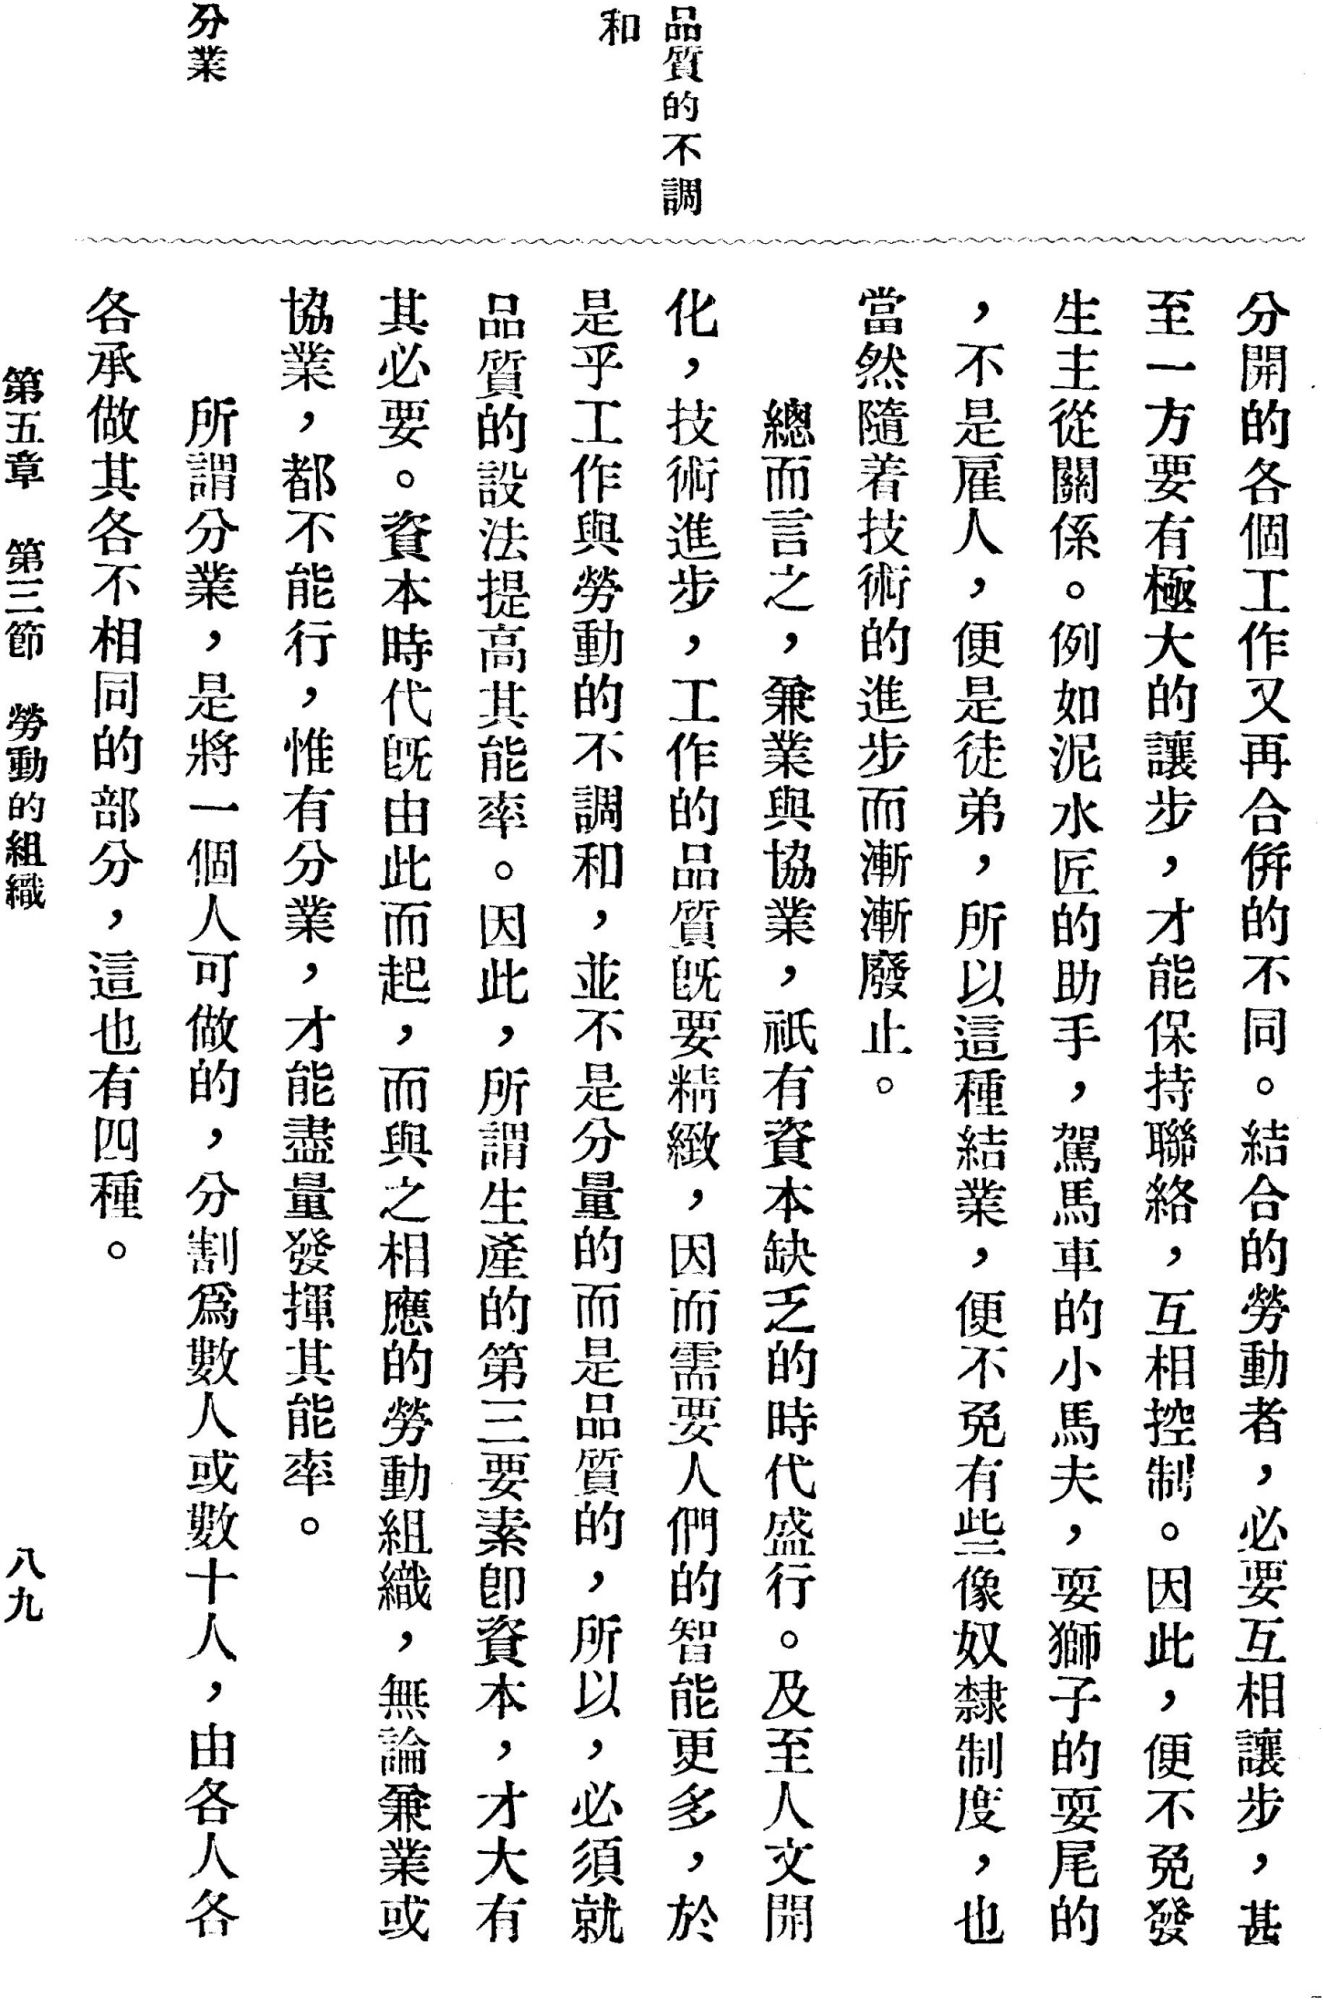 分開的各個工作又再合倂的不同。結合的勞動者，必要互相讓步，甚
至一方要有極大的讓步，才能保持聯絡，互相控制。因此，便不免發
生主從關係。例如泥水匠的助手，駕馬車的小馬夫，耍獅子的耍尾的
，不是雇人，便是徒弟，所以這種結業，便不免有些像奴隸制度，也
當然隨着技術的進步而漸漸廢止。
總而言之，兼業與協業，祇有資本缺乏的時代盛行。及至人文開
品質的不調
和
化，技術進步，工作的品質旣要精緻，因而需要人們的智能更多，於
是乎工作與勞動的不調和，並不是分量的而是品質的，所以，必須就
品質的設法提高其能率。因此，所謂生產的第三要素卽資本，才大有
其必要。資本時代旣由此而起，而與之相應的勞動組織，無論兼業或
協業，都不能行，惟有分業，才能盡量發揮其能率。
分業
所謂分業，是將一個人可做的，分割爲數人或數十人，由各人各
各承做其各不相同的部分，這也有四種。
第五章　第三節　勞動的組織
八九